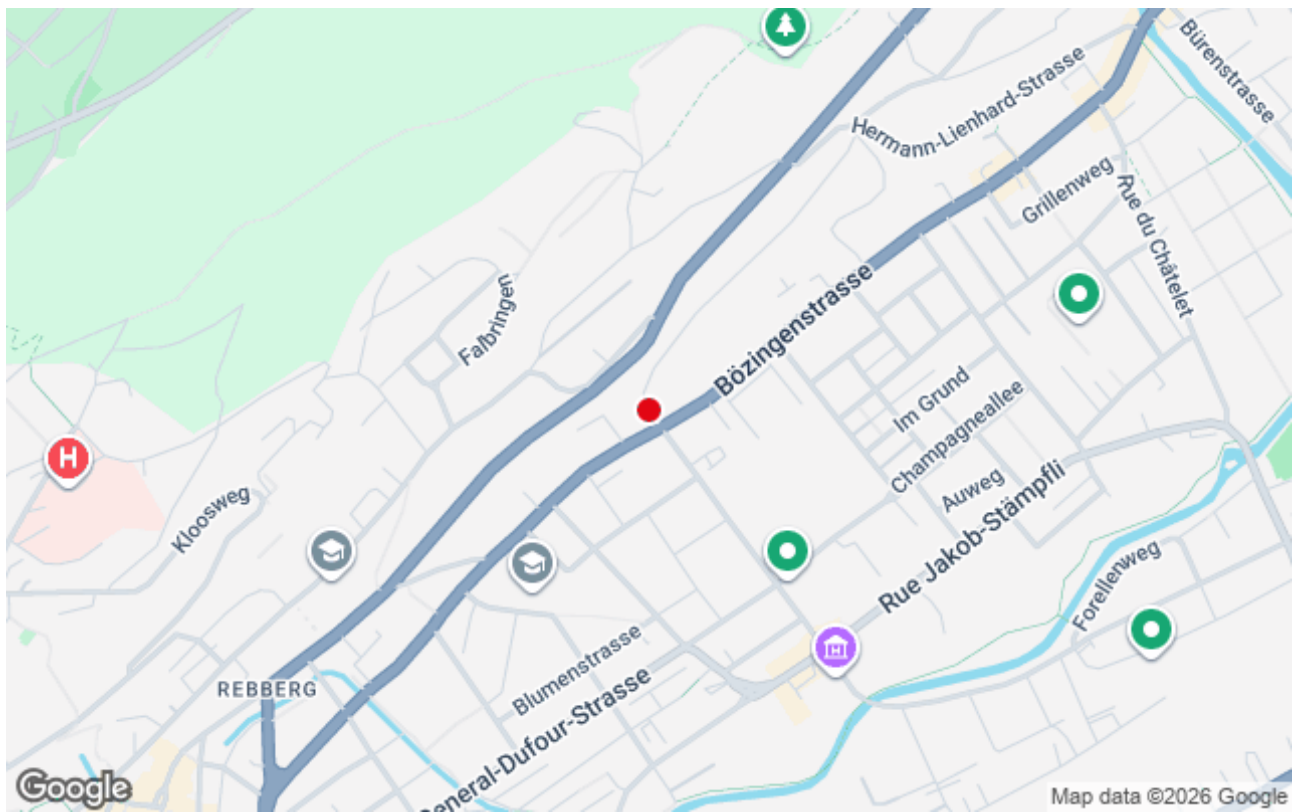 Bürenstrasse
Hermann-Lienhard-Strasse
Grillenweg
Rue du Châtelet
Falbringen
Bözingenstrasse
Im Grund
Champagneallee
Kloosweg
Auweg
Rue Jakob-Stämpfli
Forellenweg
Blumenstrasse
REBBERG
General-Dufour-Strasse
H
Google
Map data ©2026 Google